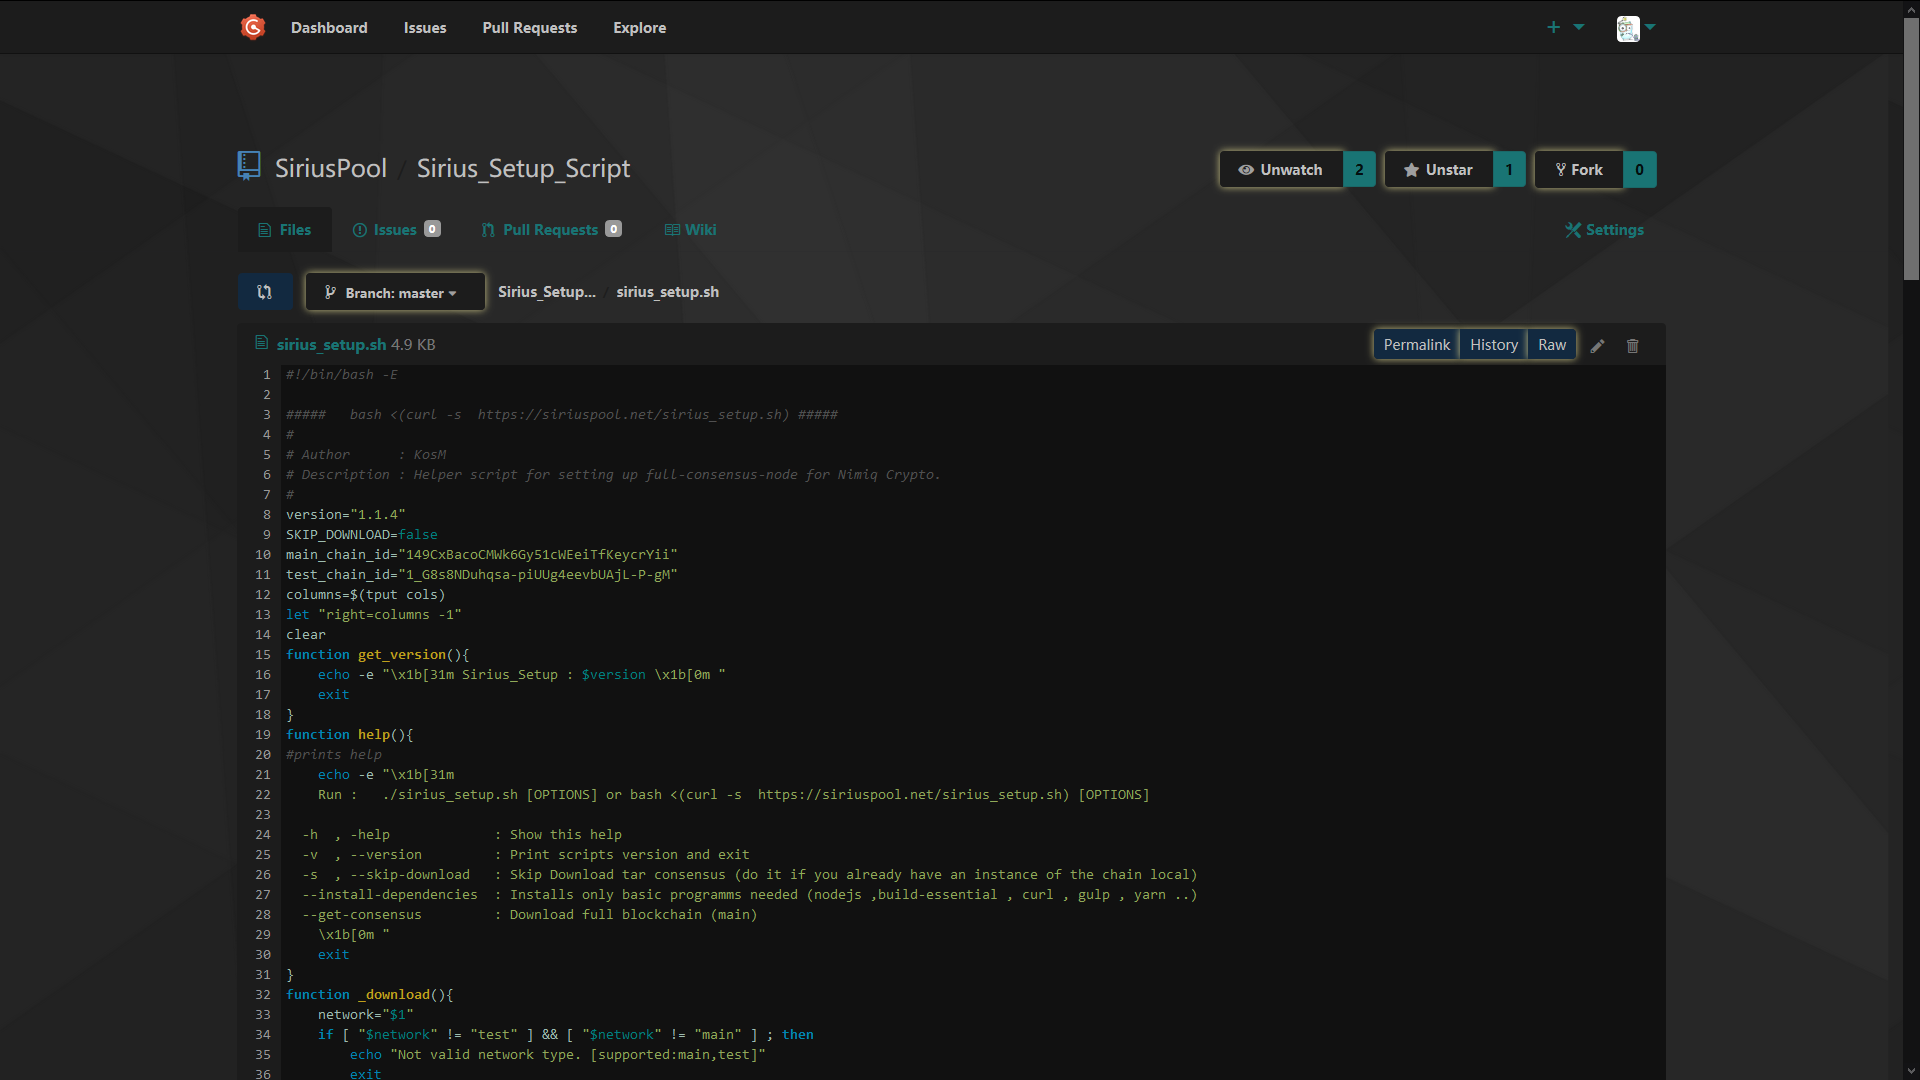 Dashboard Issues Pull Requests Explore
SiriusPool / Sirius_Setup_Script
Unwatch 2 Unstar 1 Fork 0
Files Issues 0 Pull Requests 0 Wiki Settings
Branch: master Sirius_Setup... / sirius_setup.sh
sirius_setup.sh 4.9 KB Permalink History Raw
1 #!/bin/bash -E
2
3 #####   bash <(curl -s  https://siriuspool.net/sirius_setup.sh) #####
4 #
5 # Author      : KosM
6 # Description : Helper script for setting up full-consensus-node for Nimiq Crypto.
7 #
8 version="1.1.4"
9 SKIP_DOWNLOAD=false
10 main_chain_id="149CxBacoCMWk6Gy51cWEeiTfKeycrYii"
11 test_chain_id="1_G8s8NDuhqsa-piUUg4eevbUAjL-P-gM"
12 columns=$(tput cols)
13 let "right=columns -1"
14 clear
15 function get_version(){
16     echo -e "\x1b[31m Sirius_Setup : $version \x1b[0m "
17     exit
18 }
19 function help(){
20 #prints help
21     echo -e "\x1b[31m
22     Run :   ./sirius_setup.sh [OPTIONS] or bash <(curl -s  https://siriuspool.net/sirius_setup.sh) [OPTIONS]
23
24   -h  , -help             : Show this help
25   -v  , --version         : Print scripts version and exit
26   -s  , --skip-download   : Skip Download tar consensus (do it if you already have an instance of the chain local)
27   --install-dependencies  : Installs only basic programms needed (nodejs ,build-essential , curl , gulp , yarn ..)
28   --get-consensus         : Download full blockchain (main)
29     \x1b[0m "
30     exit
31 }
32 function _download(){
33     network="$1"
34     if [ "$network" != "test" ] && [ "$network" != "main" ] ; then
35         echo "Not valid network type. [supported:main,test]"
36         exit